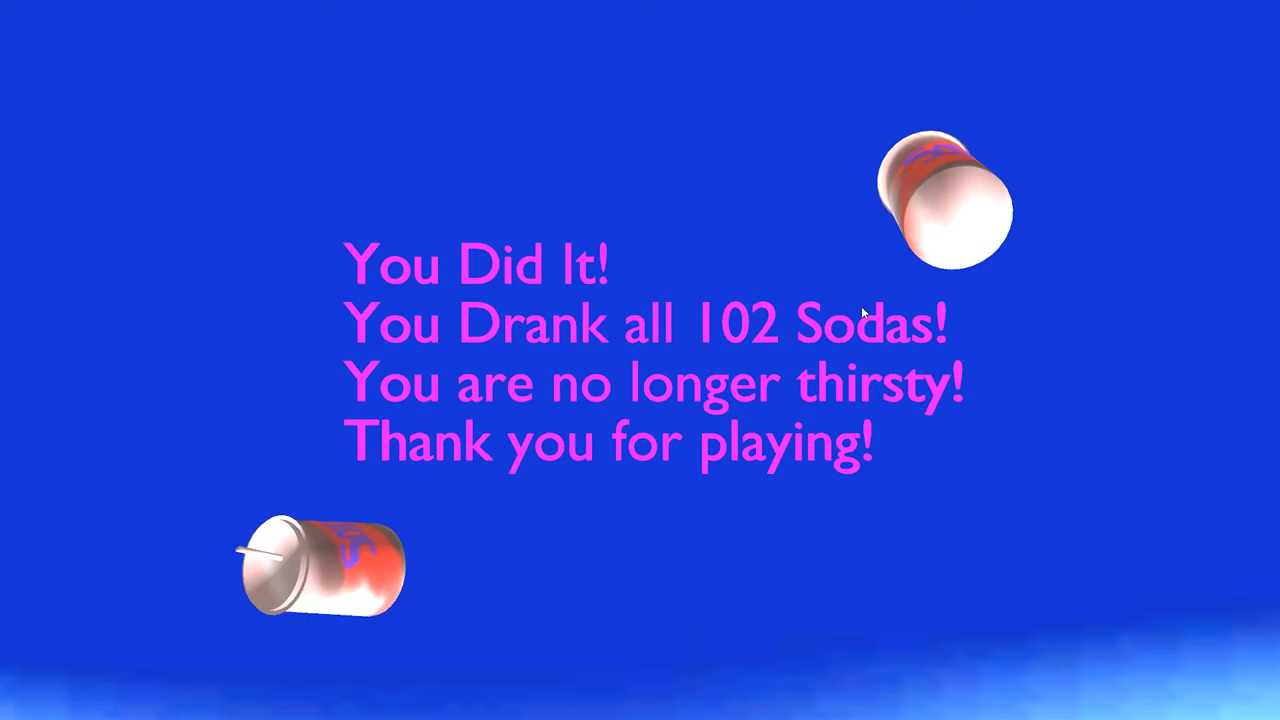 You Did It!
You Drank all 102 Sodas!
You are no longer thirsty!
Thank you for playing!